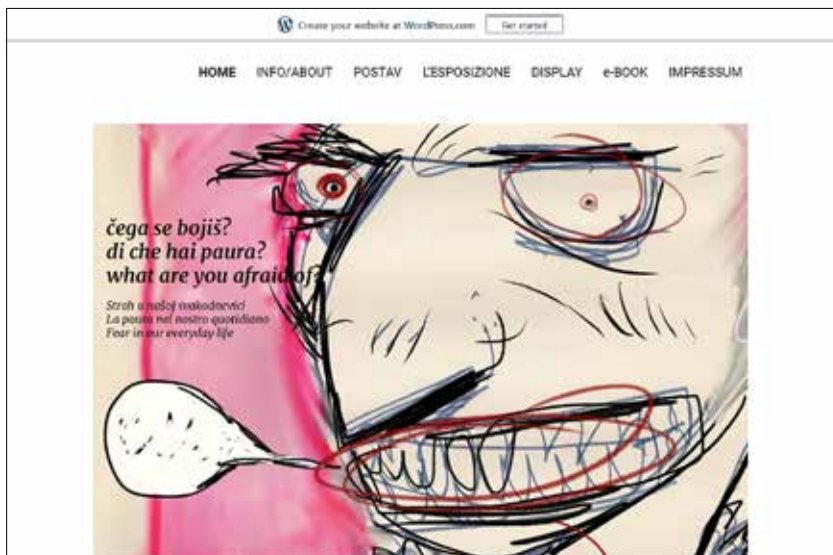 Create your website at WordPress.com Get started
HOME INFO/ABOUT POSTAV L'ESPOSIZIONE DISPLAY e-BOOK IMPRESSUM
čega se bojiš?
di che hai paura?
what are you afraid of?
Strah u našoj svakodnevici
La paura nel nostro quotidiano
Fear in our everyday life